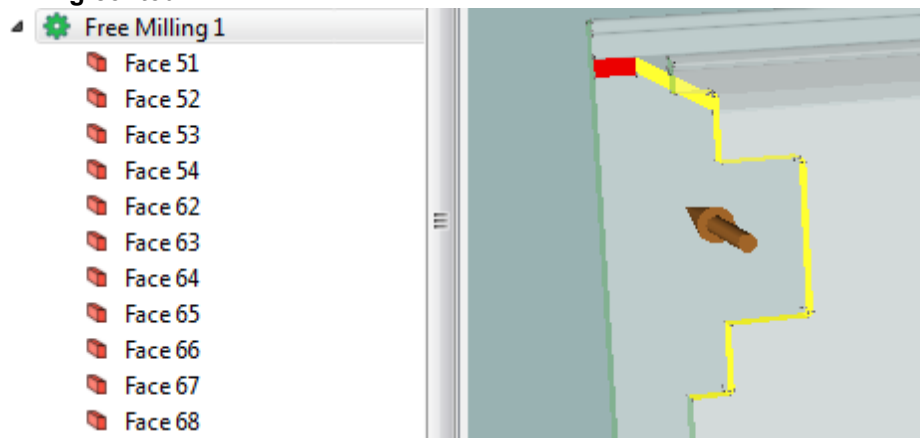 Free Milling 1
Face 51
Face 52
Face 53
Face 54
Face 62
Face 63
Face 64
Face 65
Face 66
Face 67
Face 68